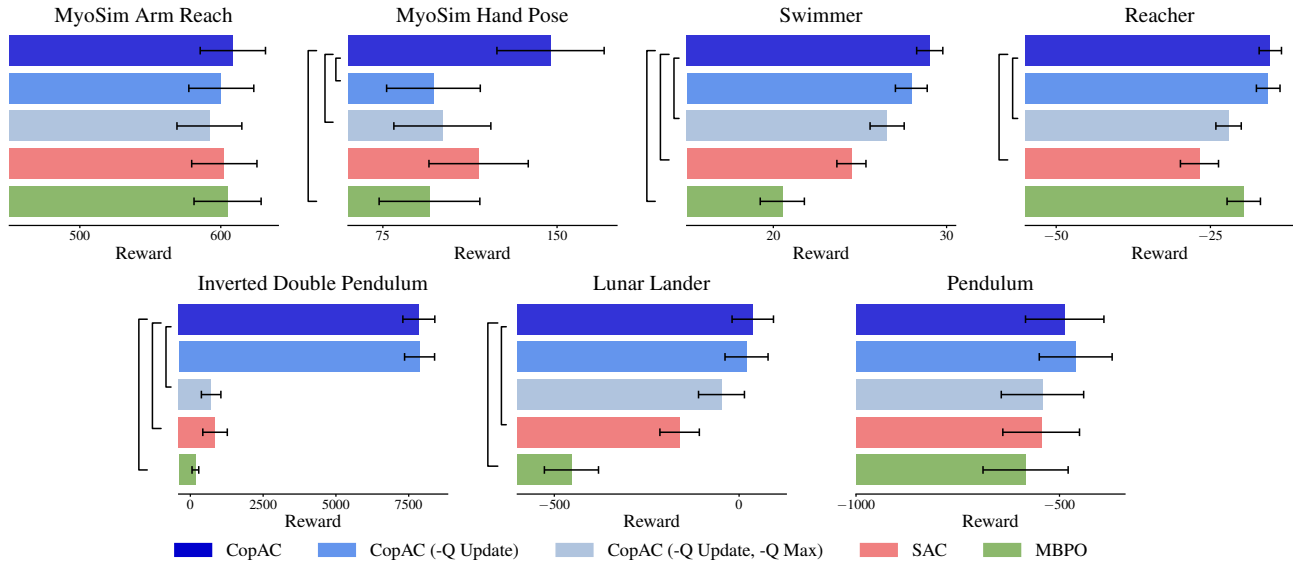 MyoSim Arm Reach
MyoSim Hand Pose
Swimmer
Reacher
500 600
75 150
20 30
−50 −25
Reward
Reward
Reward
Reward
Inverted Double Pendulum
Lunar Lander
Pendulum
0 2500 5000 7500
−500 0
−1000 −500
Reward
Reward
Reward
CopAC
CopAC (-Q Update)
CopAC (-Q Update, -Q Max)
SAC
MBPO